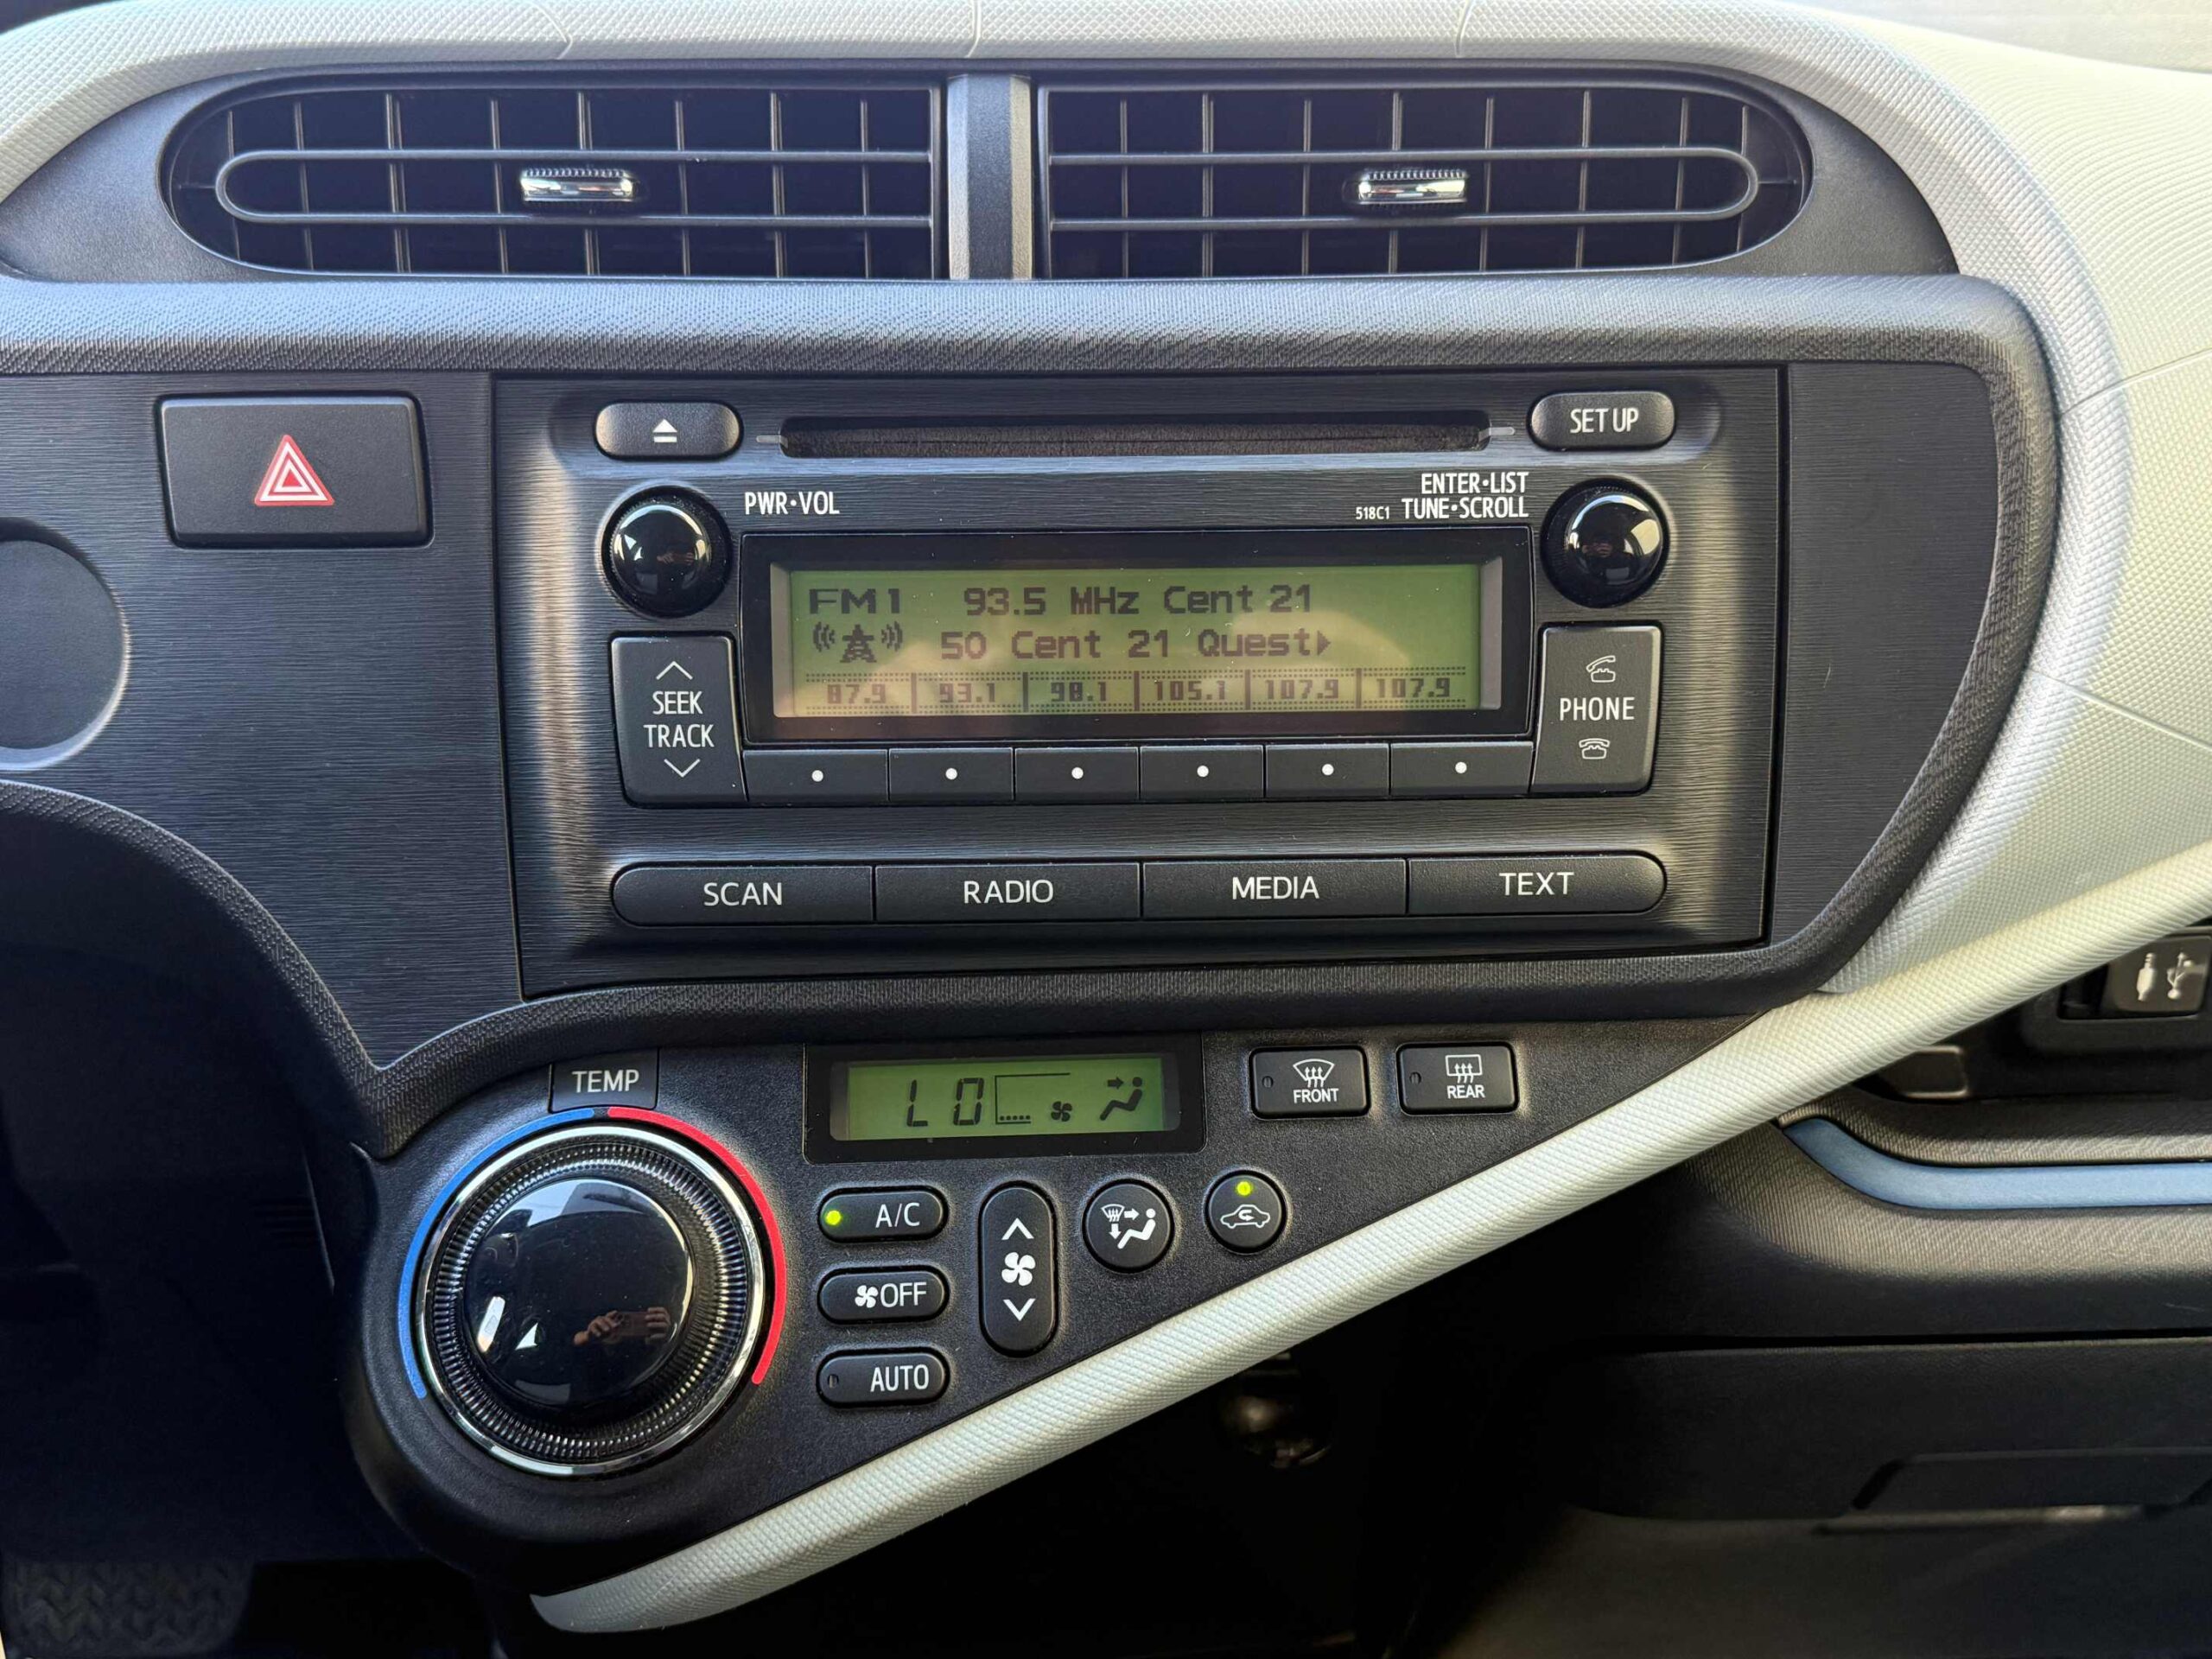 SET UP
PWR•VOL
ENTER•LIST
518C1 TUNE•SCROLL
FM1 93.5 MHz Cent 21
50 Cent 21 Quest
87.9 93.1 98.1 105.1 107.9 107.9
SEEK
TRACK
PHONE
SCAN RADIO MEDIA TEXT
TEMP
LO
FRONT
REAR
A/C
OFF
AUTO